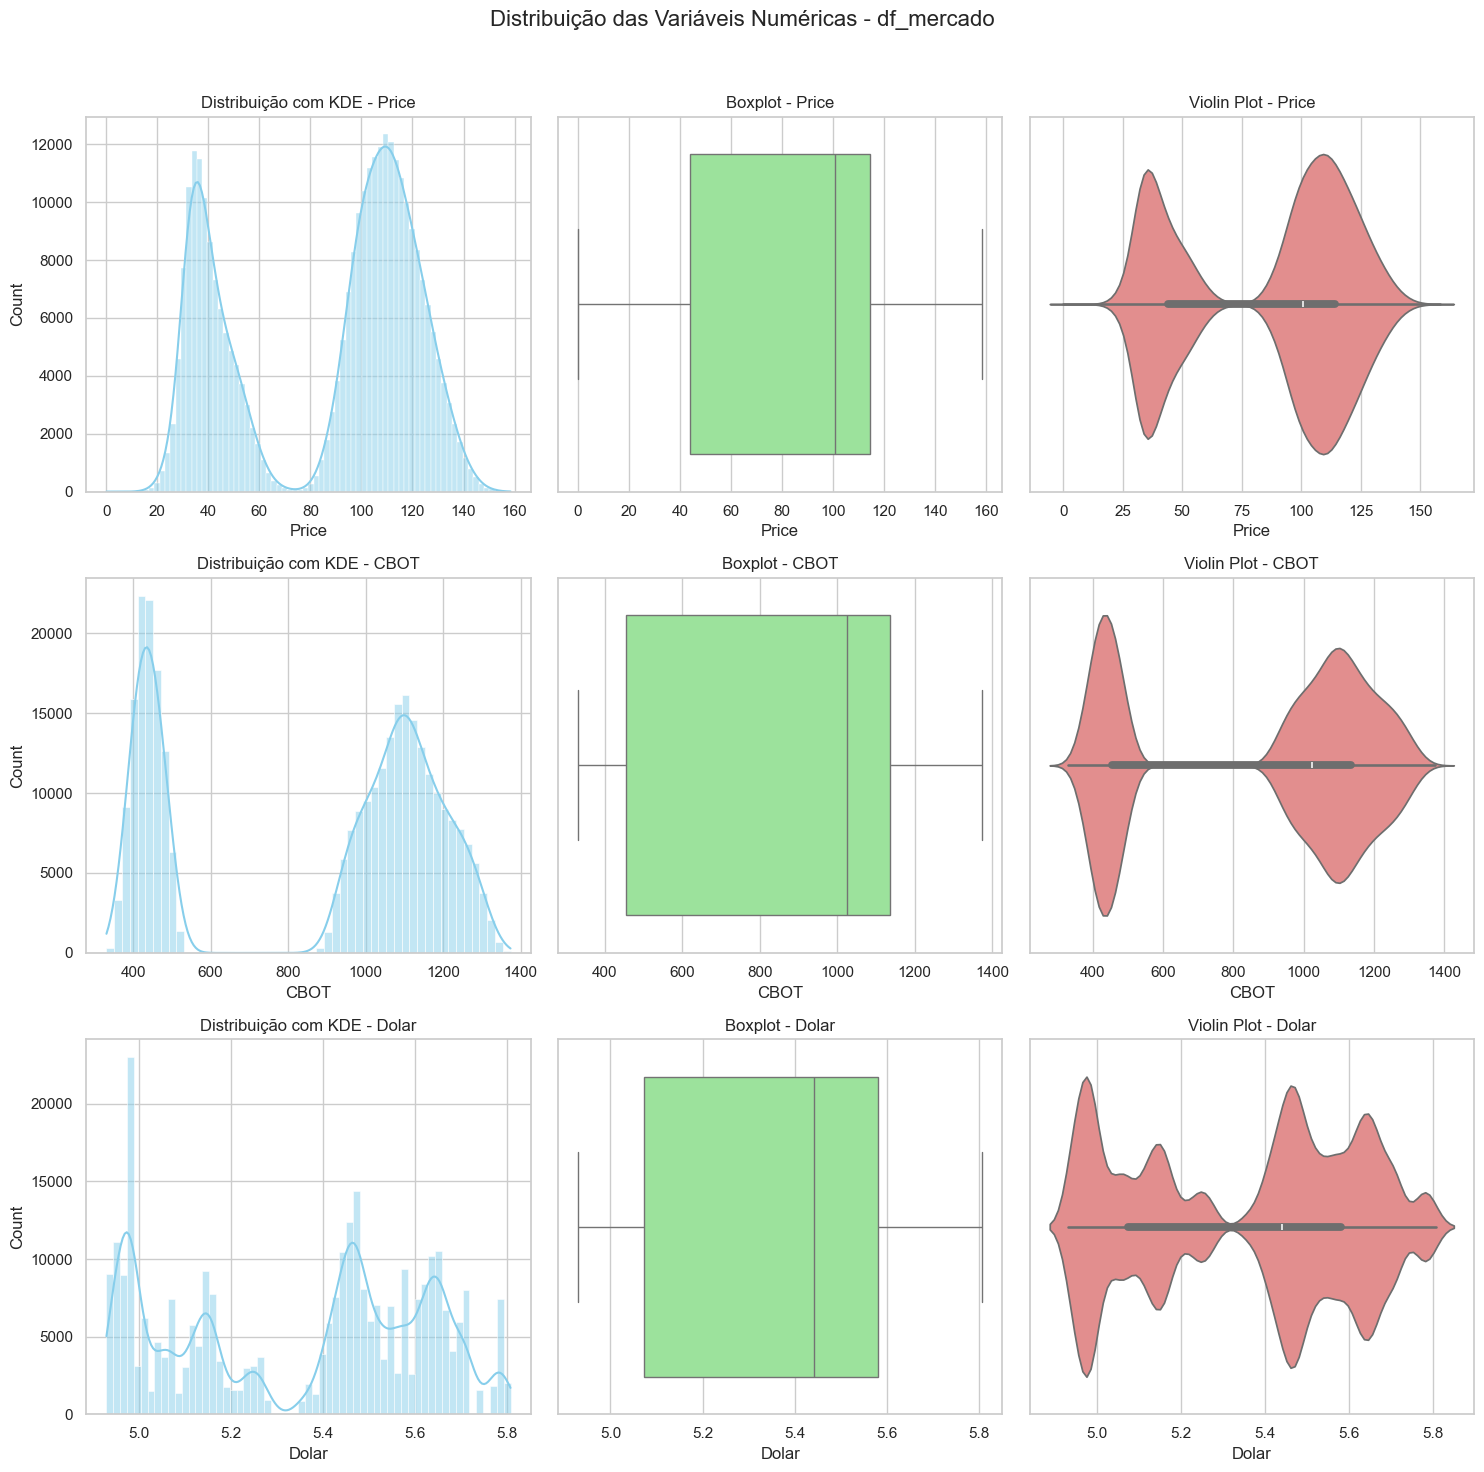 Distribuição das Variáveis Numéricas - df_mercado
Distribuição com KDE - Price
Boxplot - Price
Violin Plot - Price
12000
10000
8000
6000
4000
2000
0
Count
0 20 40 60 80 100 120 140 160
Price
0 20 40 60 80 100 120 140 160
Price
0 25 50 75 100 125 150
Price
Distribuição com KDE - CBOT
Boxplot - CBOT
Violin Plot - CBOT
20000
15000
10000
5000
0
Count
400 600 800 1000 1200 1400
CBOT
400 600 800 1000 1200 1400
CBOT
400 600 800 1000 1200 1400
CBOT
Distribuição com KDE - Dolar
Boxplot - Dolar
Violin Plot - Dolar
20000
15000
10000
5000
0
Count
5.0 5.2 5.4 5.6 5.8
Dolar
5.0 5.2 5.4 5.6 5.8
Dolar
5.0 5.2 5.4 5.6 5.8
Dolar